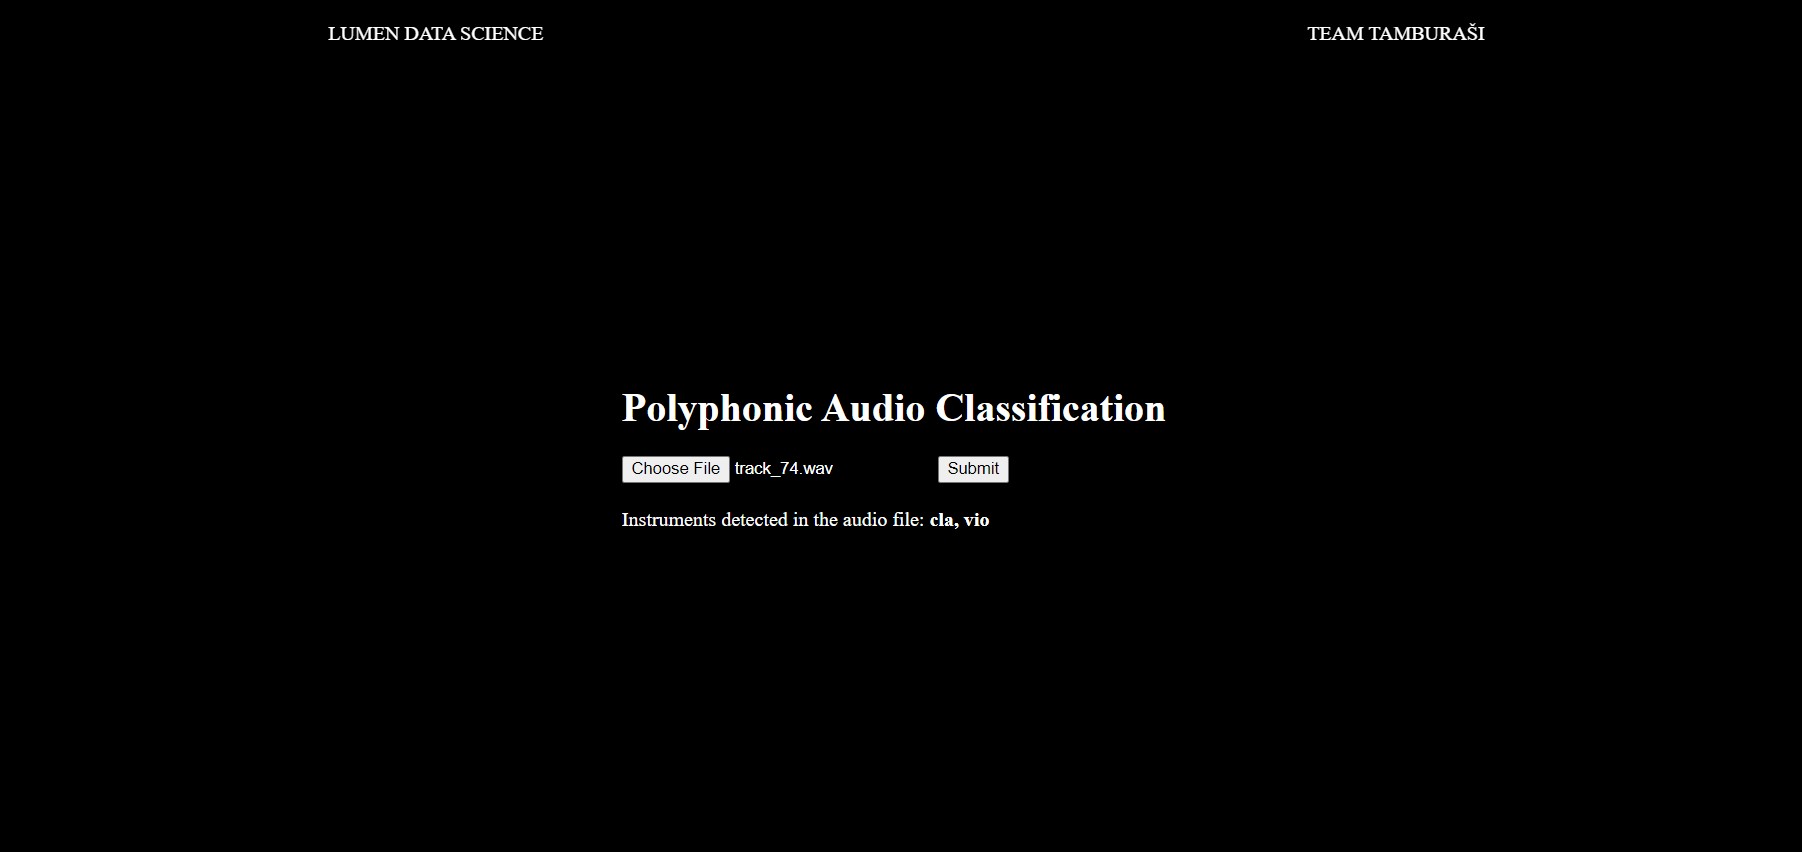 LUMEN DATA SCIENCE
TEAM TAMBURAŠI
Polyphonic Audio Classification
Choose File track_74.wav Submit
Instruments detected in the audio file: cla, vio